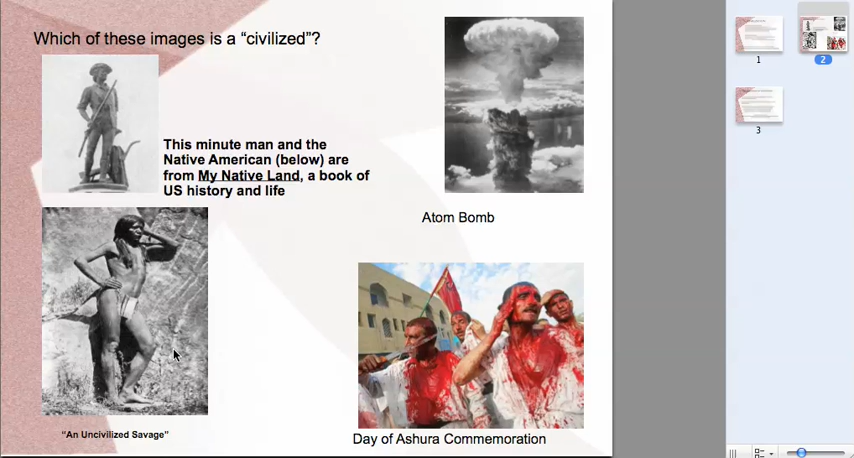 Which of these images is a “civilized”?
This minute man and the
Native American (below) are
from My Native Land, a book of
US history and life
Atom Bomb
“An Uncivilized Savage”
Day of Ashura Commemoration
1
2
3